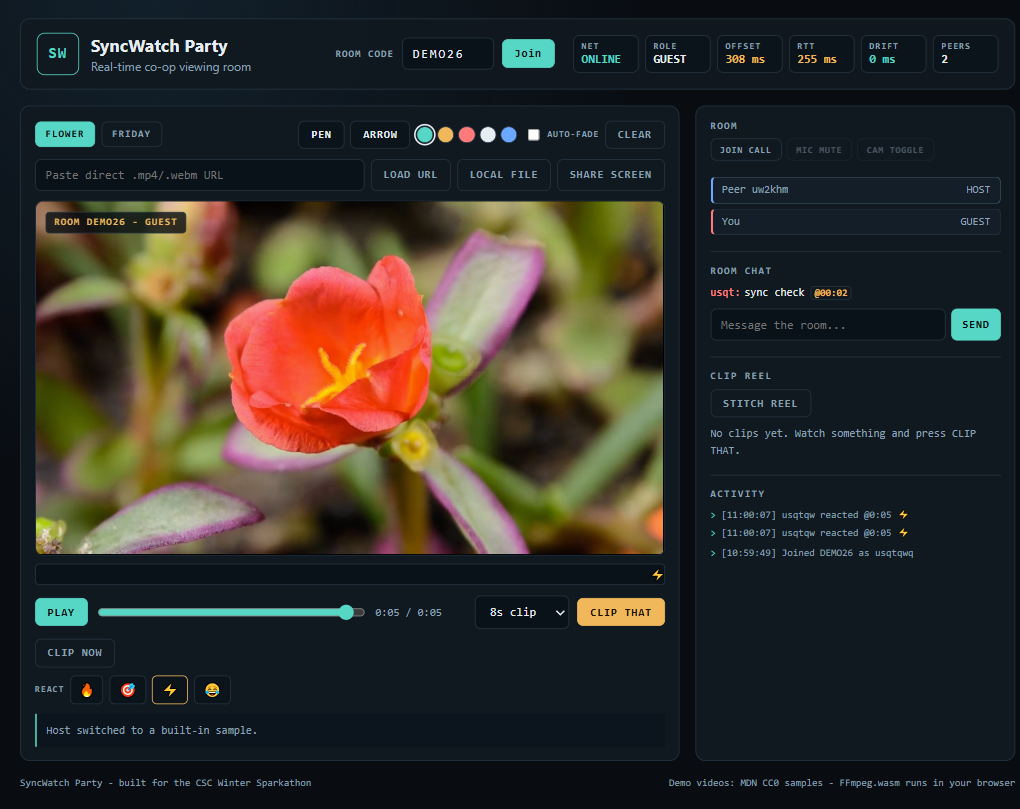 SW
SyncWatch Party
Real-time co-op viewing room
ROOM CODE DEMO26 Join
NET ONLINE
ROLE GUEST
OFFSET 308 ms
RTT 255 ms
DRIFT 0 ms
PEERS 2
FLOWER FRIDAY PEN ARROW AUTO-FADE CLEAR
Paste direct .mp4/.webm URL LOAD URL LOCAL FILE SHARE SCREEN
ROOM DEMO26 - GUEST
PLAY 0:05 / 0:05 8s clip CLIP THAT
CLIP NOW
REACT
Host switched to a built-in sample.
ROOM
JOIN CALL MIC MUTE CAM TOGGLE
Peer uw2khm HOST
You GUEST
ROOM CHAT
usqt: sync check @00:02
Message the room... SEND
CLIP REEL
STITCH REEL
No clips yet. Watch something and press CLIP
THAT.
ACTIVITY
> [11:00:07] usqtqw reacted @0:05 ⚡
> [11:00:07] usqtqw reacted @0:05 ⚡
> [10:59:49] Joined DEMO26 as usqtqwq
SyncWatch Party - built for the CSC Winter Sparkathon
Demo videos: MDN CC0 samples - FFmpeg.wasm runs in your browser